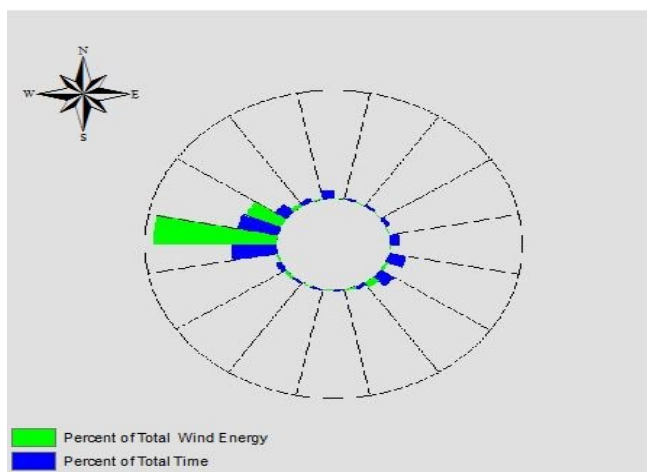 N
W E
S
Percent of Total Wind Energy
Percent of Total Time